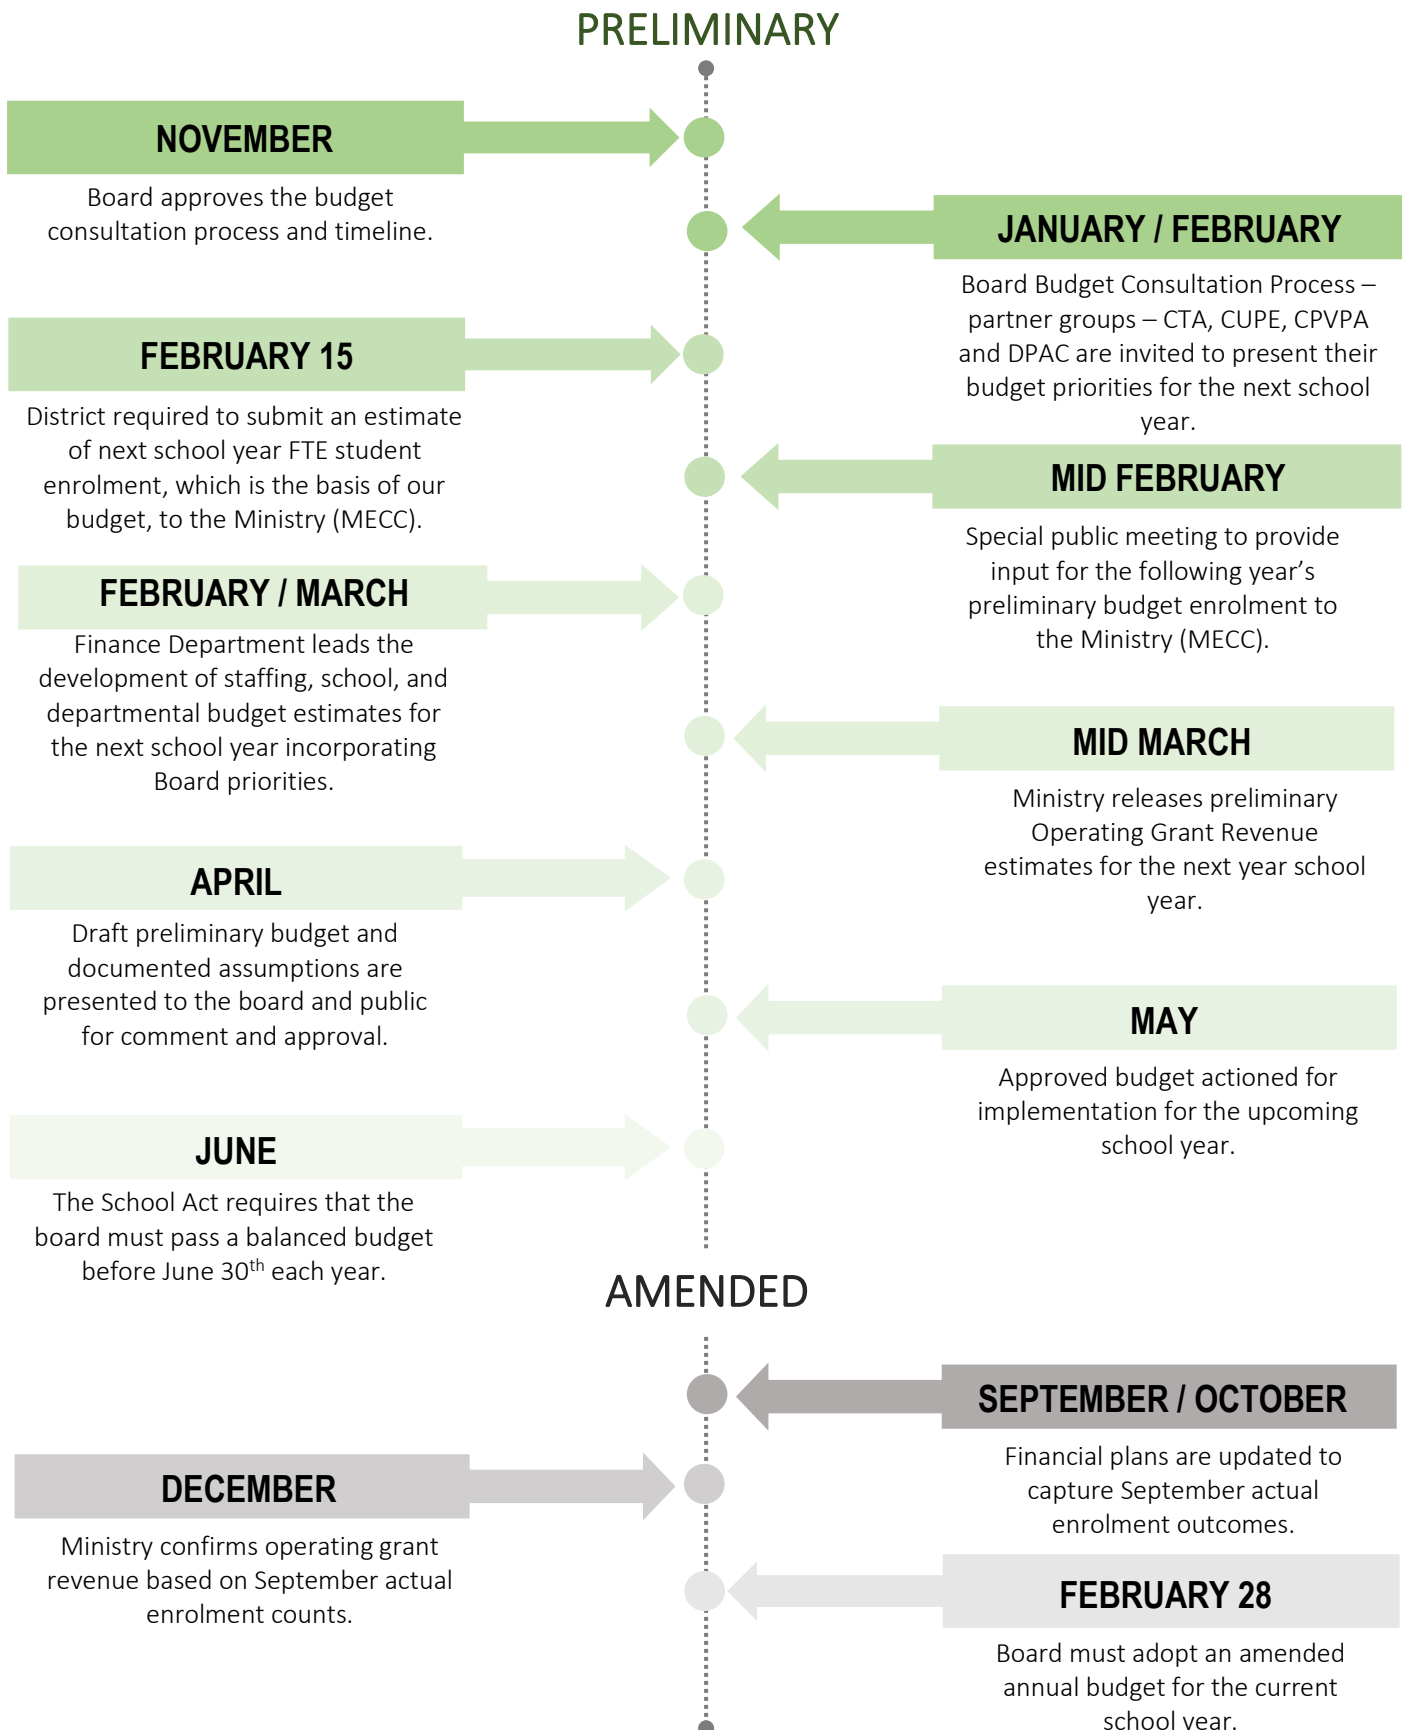 PRELIMINARY
NOVEMBER
Board approves the budget
consultation process and timeline.
JANUARY / FEBRUARY
Board Budget Consultation Process –
partner groups – CTA, CUPE, CPVPA
and DPAC are invited to present their
budget priorities for the next school
year.
FEBRUARY 15
District required to submit an estimate
of next school year FTE student
enrolment, which is the basis of our
budget, to the Ministry (MECC).
MID FEBRUARY
Special public meeting to provide
input for the following year’s
preliminary budget enrolment to
the Ministry (MECC).
FEBRUARY / MARCH
Finance Department leads the
development of staffing, school, and
departmental budget estimates for
the next school year incorporating
Board priorities.
MID MARCH
Ministry releases preliminary
Operating Grant Revenue
estimates for the next year school
year.
APRIL
Draft preliminary budget and
documented assumptions are
presented to the board and public
for comment and approval.
MAY
Approved budget actioned for
implementation for the upcoming
school year.
JUNE
The School Act requires that the
board must pass a balanced budget
before June 30th each year.
AMENDED
SEPTEMBER / OCTOBER
Financial plans are updated to
capture September actual
enrolment outcomes.
DECEMBER
Ministry confirms operating grant
revenue based on September actual
enrolment counts.
FEBRUARY 28
Board must adopt an amended
annual budget for the current
school year.